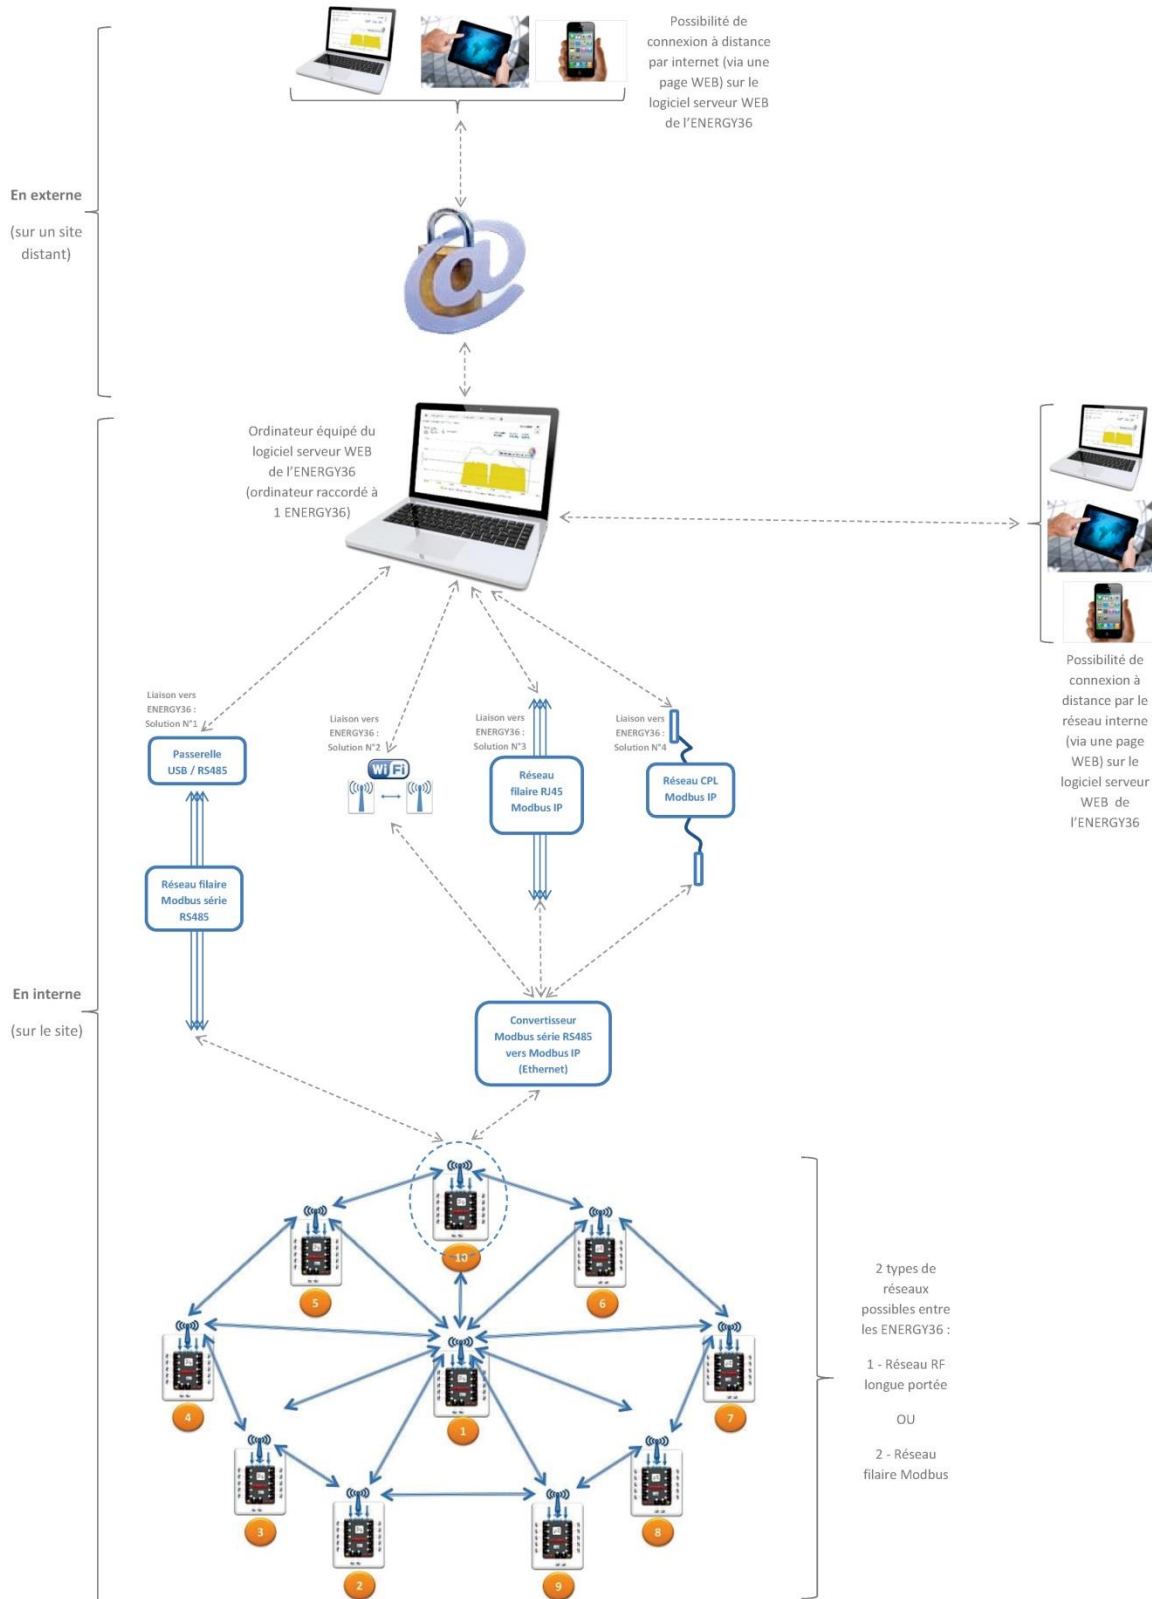 Possibilité de
connexion à distance
par internet (via une
page WEB) sur le
logiciel serveur WEB
de l'ENERGY36
En externe
(sur un site
distant)
@
Ordinateur équipé du
logiciel serveur WEB
de l'ENERGY36
(ordinateur raccordé à
1 ENERGY36)
Possibilité de
connexion à
distance par le
réseau interne
(via une page
WEB) sur le
logiciel serveur
WEB de
l'ENERGY36
Liaison vers
ENERGY36 :
Solution N°1
Passerelle
USB / RS485
Réseau filaire
Modbus série
RS485
Liaison vers
ENERGY36 :
Solution N°2
WiFi
Liaison vers
ENERGY36 :
Solution N°3
Réseau
filaire RJ45
Modbus IP
Liaison vers
ENERGY36 :
Solution N°4
Réseau CPL
Modbus IP
En interne
(sur le site)
Convertisseur
Modbus série RS485
vers Modbus IP
(Ethernet)
10
5
6
4
1
7
3
8
2
9
2 types de
réseaux
possibles entre
les ENERGY36 :
1 - Réseau RF
longue portée
OU
2 - Réseau
filaire Modbus